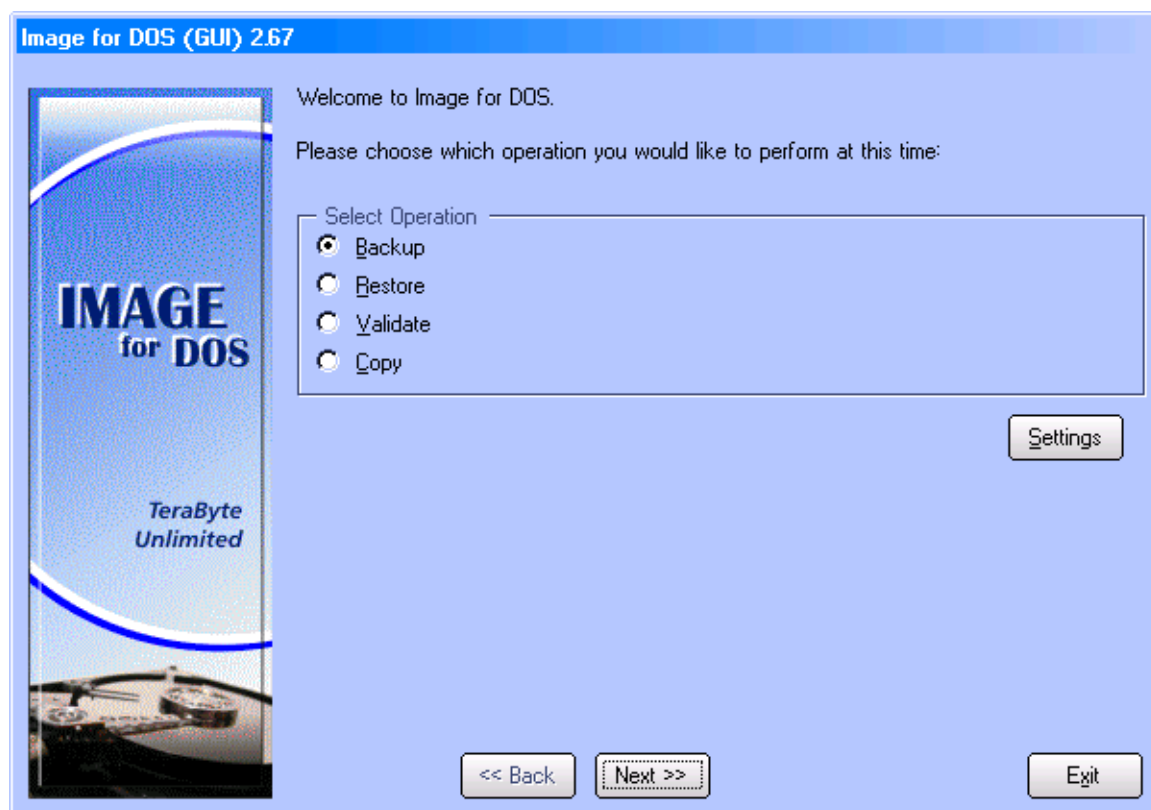 Image for DOS (GUI) 2.67
Welcome to Image for DOS.
Please choose which operation you would like to perform at this time:
Select Operation
Backup
Restore
Validate
Copy
Settings
IMAGE
for DOS
TeraByte
Unlimited
<< Back
Next >>
Exit